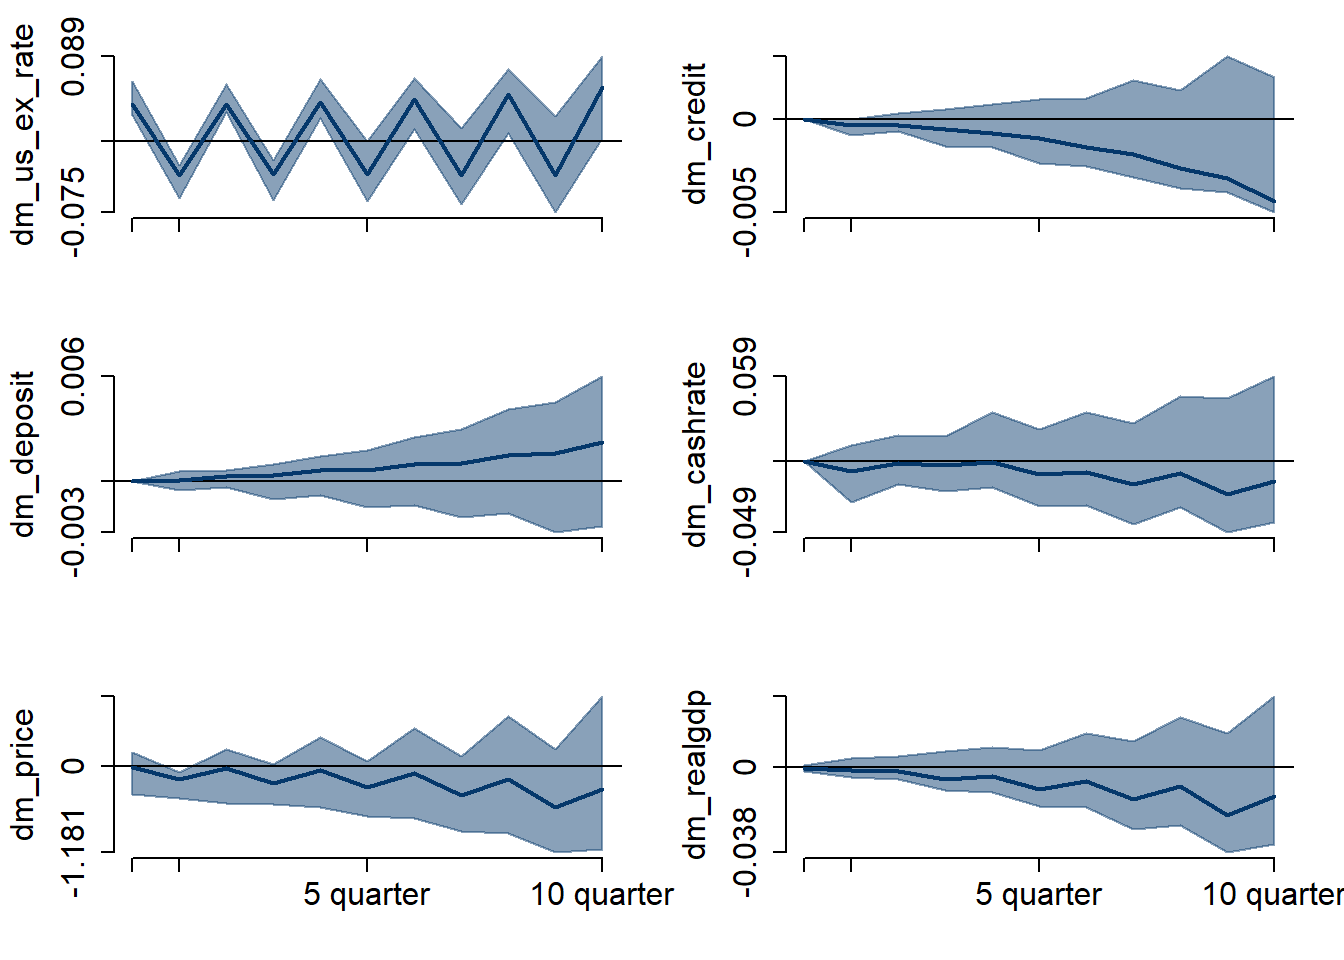 dm_us_ex_rate
0.089
-0.075
dm_credit
0
-0.005
dm_deposit
0.006
-0.003
dm_cashrate
0.059
-0.049
dm_price
0
-1.181
5 quarter
10 quarter
dm_realgdp
0
-0.038
5 quarter
10 quarter